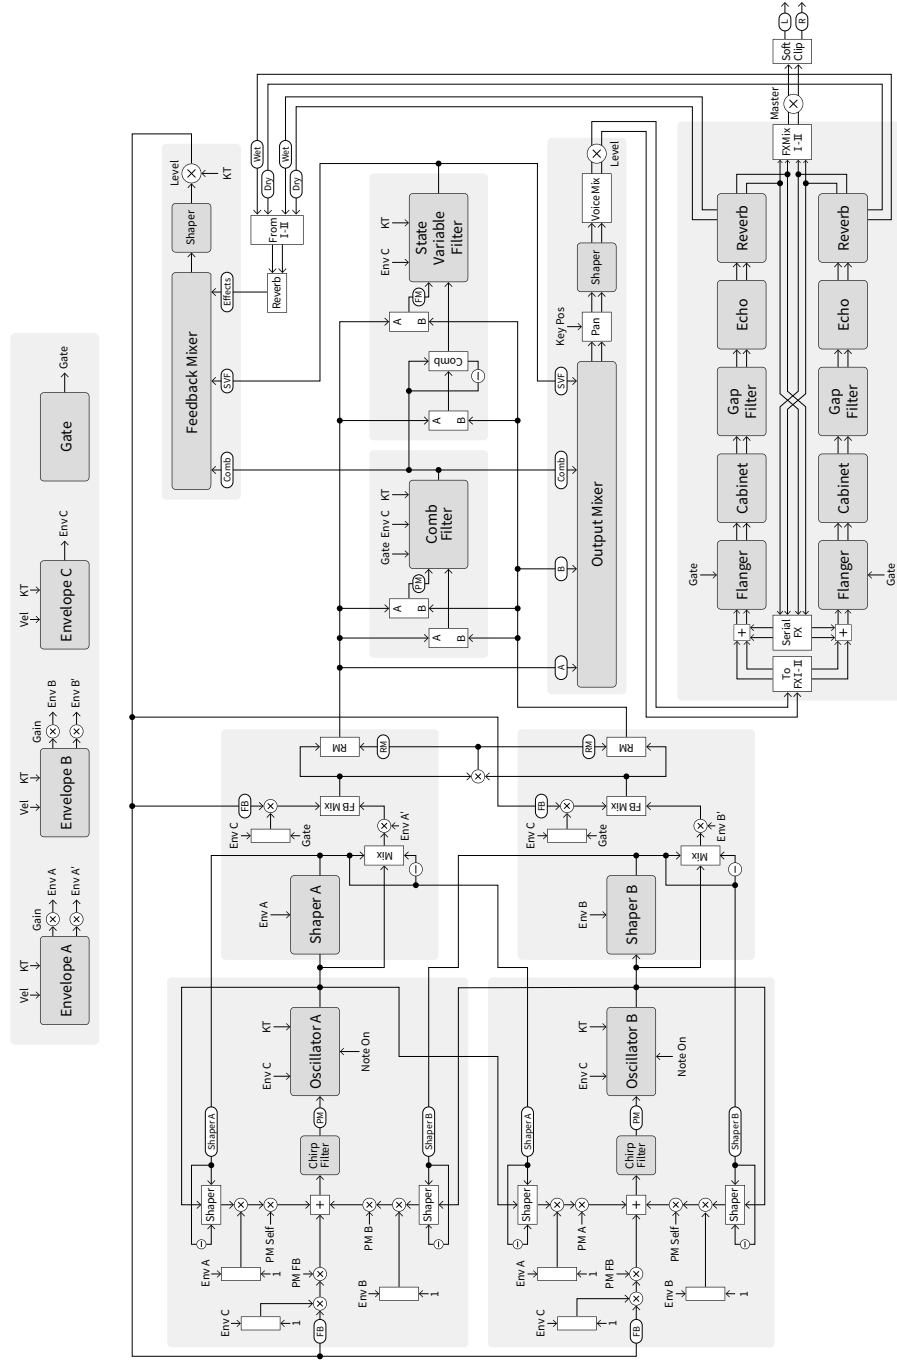 Vel
KT
Envelope A
Gain
Env A
Env A'
Vel
KT
Envelope B
Gain
Env B
Env B'
Vel
KT
Envelope C
Env C
Gate
Gate
Env C
1
FB
Env A
1
PM FB
PM Self
Shaper
Shaper A
+
Chirp
Filter
PM
Env C
KT
Oscillator A
Note On
Env B
1
PM B
Shaper
Shaper B
Env A
Shaper A
Env C
Gate
FB
Mix
Env A'
FB Mix
RM
RM
Env C
1
FB
Env A
1
PM FB
PM A
Shaper
Shaper A
+
Chirp
Filter
PM
Env C
KT
Oscillator B
Note On
Env B
1
PM Self
Shaper
Shaper B
Env B
Shaper B
Env C
Gate
FB
Mix
Env B'
FB Mix
RM
RM
A
B
A
B
PM
Gate
Env C
KT
Comb
Filter
A
B
Comb
A
B
FM
Env C
KT
State
Variable
Filter
Comb
SVF
Effects
Feedback Mixer
Shaper
Level
KT
Reverb
From
I-II
Dry
Wet
Dry
Wet
A
B
Comb
SVF
Output Mixer
Key Pos
Pan
Shaper
Voice Mix
Level
To
FX I-II
Serial
FX
+
Gate
Flanger
Cabinet
Gap
Filter
Echo
Reverb
+
Gate
Flanger
Cabinet
Gap
Filter
Echo
Reverb
FXMix
I-II
Master
Soft
Clip
L
R